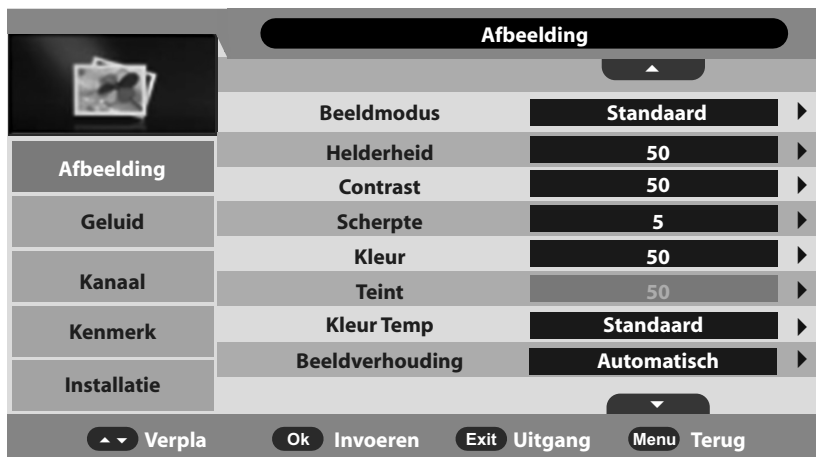 Afbeelding
Beeldmodus Standaard
Helderheid 50
Contrast 50
Scherpte 5
Kleur 50
Teint 50
Kleur Temp Standaard
Beeldverhouding Automatisch
Afbeelding
Geluid
Kanaal
Kenmerk
Installatie
Verpla Ok Invoeren Exit Uitgang Menu Terug